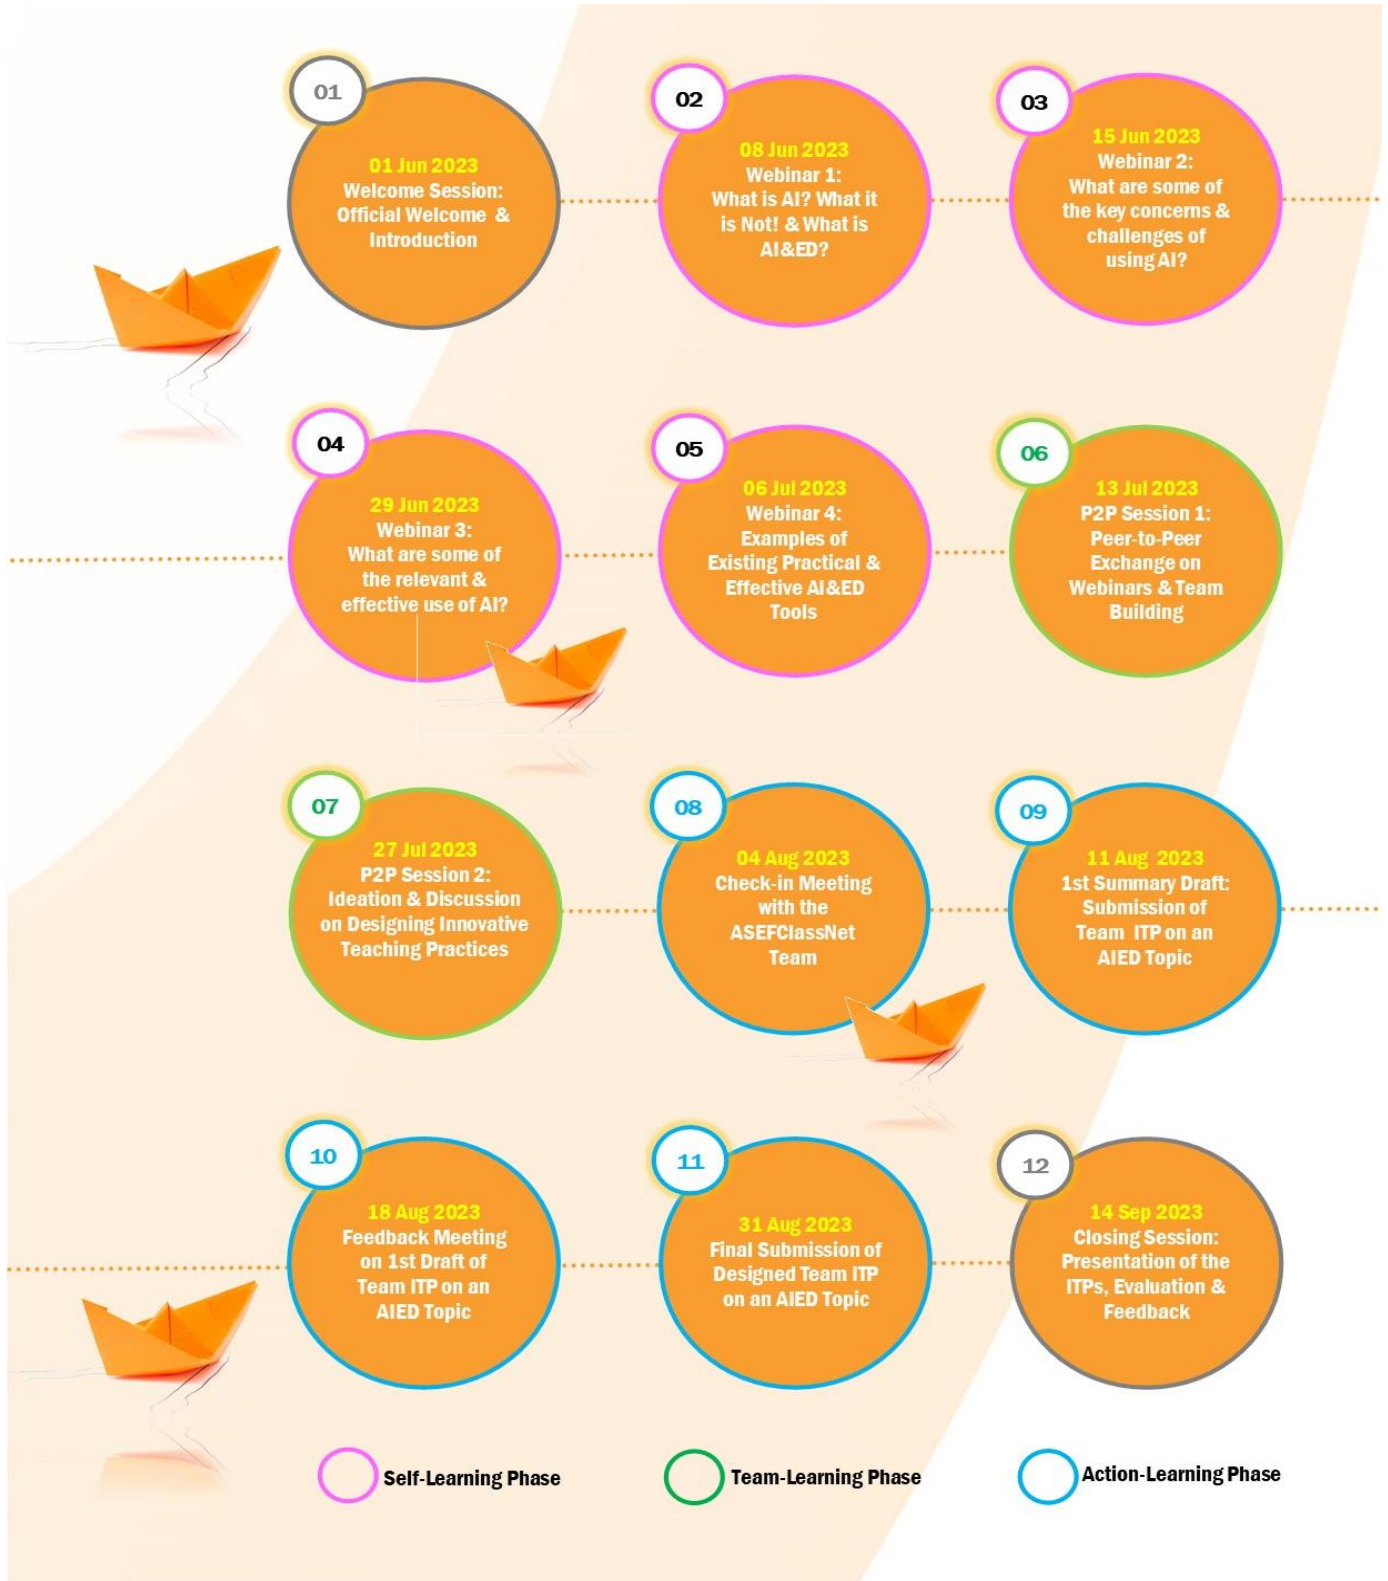 01
01 Jun 2023
Welcome Session:
Official Welcome &
Introduction
02
08 Jun 2023
Webinar 1:
What is AI? What it
is Not! & What is
AI&ED?
03
15 Jun 2023
Webinar 2:
What are some of
the key concerns &
challenges of
using AI?
04
29 Jun 2023
Webinar 3:
What are some of
the relevant &
effective use of AI?
05
06 Jul 2023
Webinar 4:
Examples of
Existing Practical &
Effective AI&ED
Tools
06
13 Jul 2023
P2P Session 1:
Peer-to-Peer
Exchange on
Webinars & Team
Building
07
27 Jul 2023
P2P Session 2:
Ideation & Discussion
on Designing Innovative
Teaching Practices
08
04 Aug 2023
Check-in Meeting
with the
ASEFClassNet
Team
09
11 Aug 2023
1st Summary Draft:
Submission of
Team ITP on an
AIED Topic
10
18 Aug 2023
Feedback Meeting
on 1st Draft of
Team ITP on an
AIED Topic
11
31 Aug 2023
Final Submission of
Designed Team ITP
on an AIED Topic
12
14 Sep 2023
Closing Session:
Presentation of the
ITPs, Evaluation &
Feedback
Self-Learning Phase
Team-Learning Phase
Action-Learning Phase